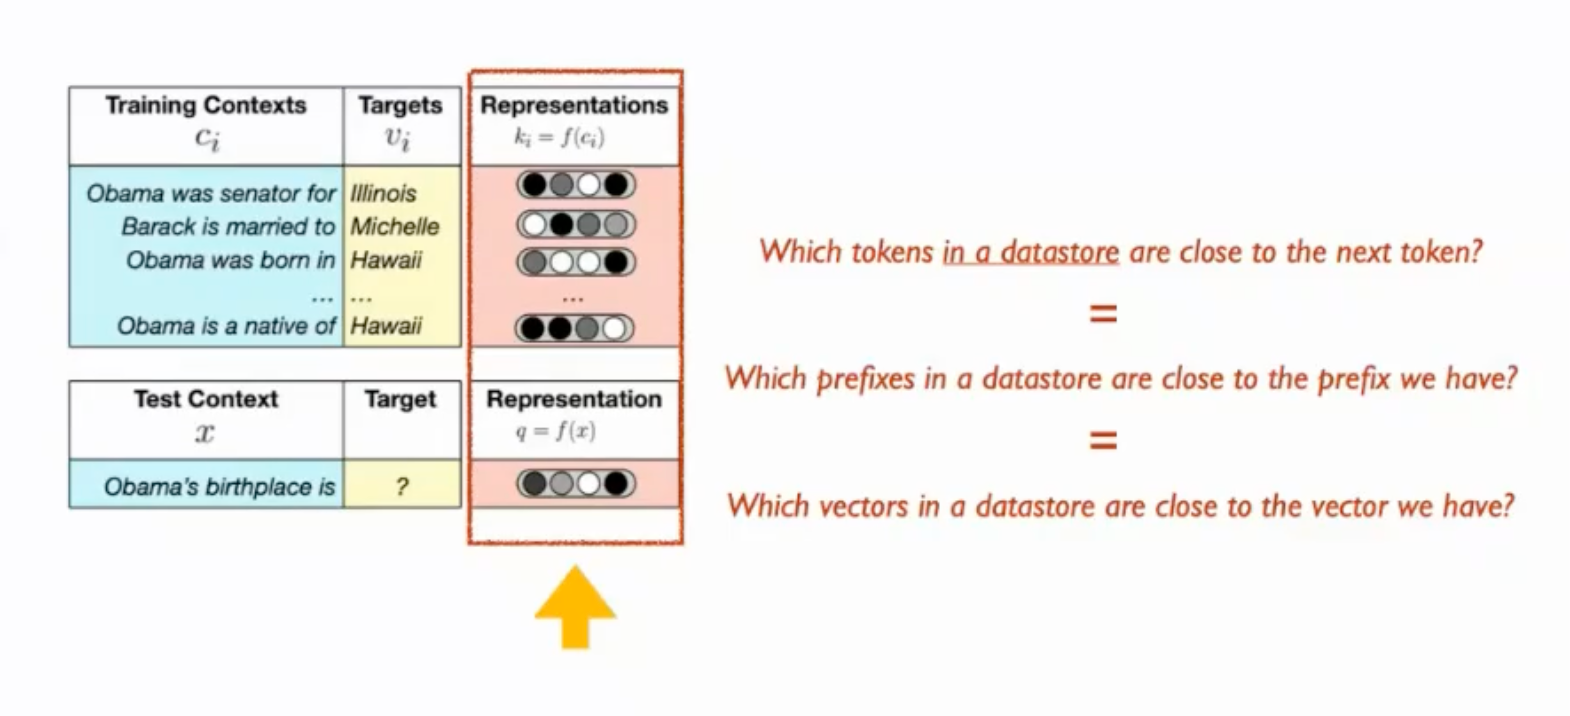 Training Contexts Targets Representations
c_i v_i k_i = f(c_i)
Obama was senator for Illinois
Barack is married to Michelle
Obama was born in Hawaii
... ... ...
Obama is a native of Hawaii
Test Context Target Representation
x q = f(x)
Obama's birthplace is ?
Which tokens in a datastore are close to the next token?
=
Which prefixes in a datastore are close to the prefix we have?
=
Which vectors in a datastore are close to the vector we have?